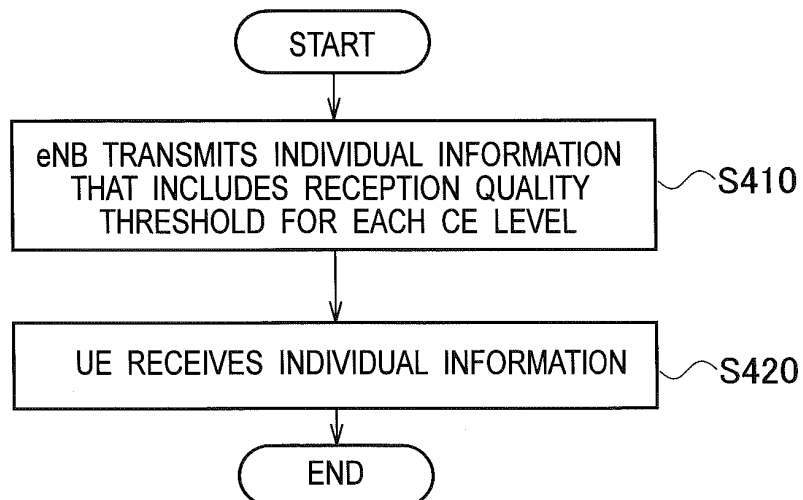 START
eNB TRANSMITS INDIVIDUAL INFORMATION
THAT INCLUDES RECEPTION QUALITY
THRESHOLD FOR EACH CE LEVEL
S410
UE RECEIVES INDIVIDUAL INFORMATION
S420
END